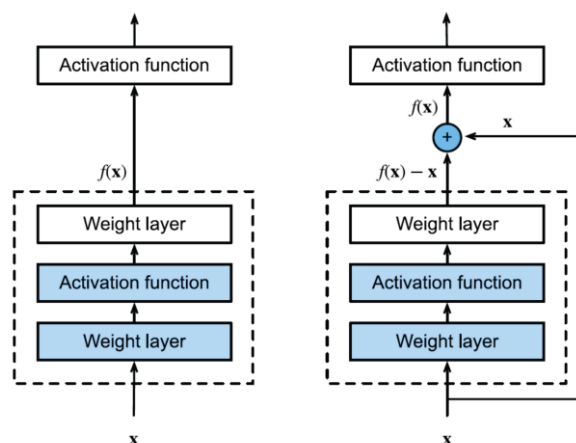 Activation function
f(x)
Weight layer
Activation function
Weight layer
x
Activation function
f(x)
+
x
f(x) − x
Weight layer
Activation function
Weight layer
x